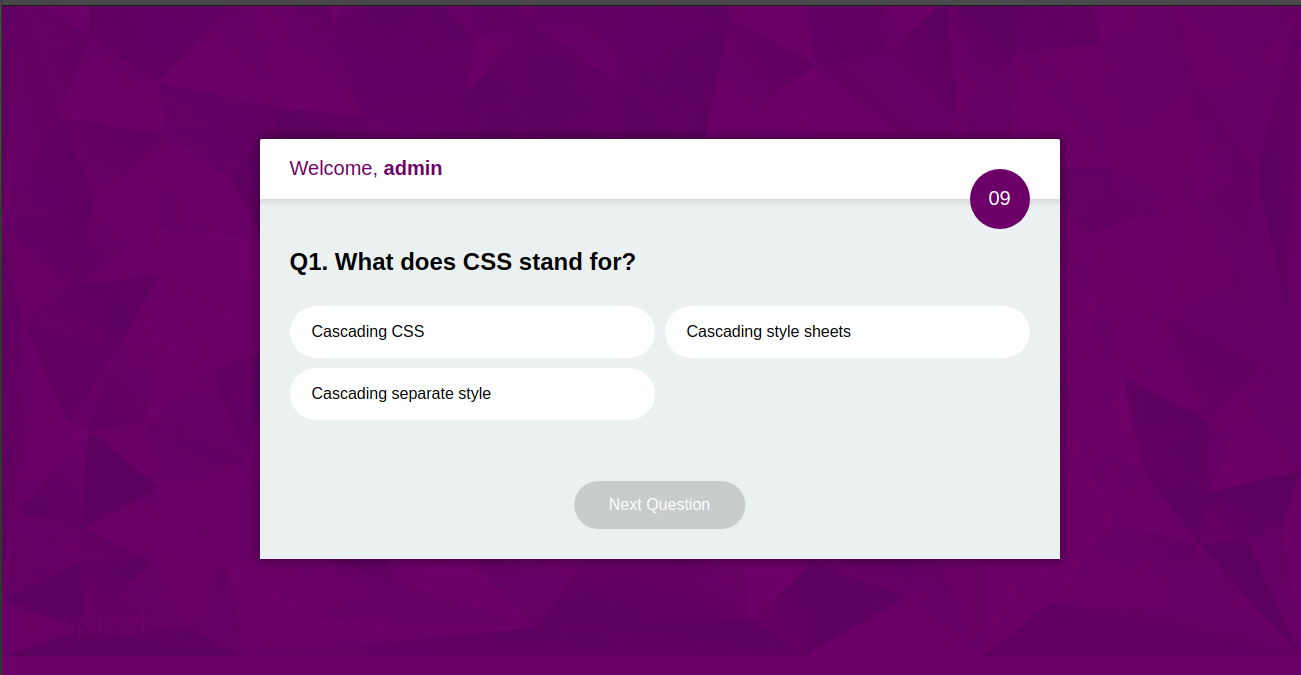 Welcome, admin
09
Q1. What does CSS stand for?
Cascading CSS
Cascading style sheets
Cascading separate style
Next Question